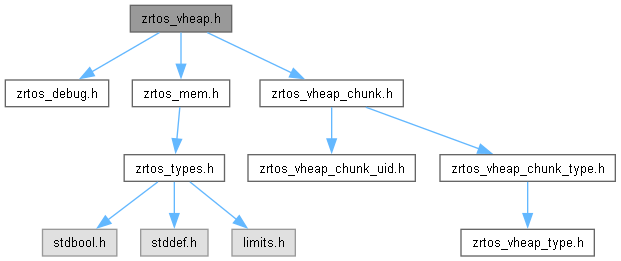 zrtos_vheap.h
zrtos_debug.h
zrtos_mem.h
zrtos_vheap_chunk.h
zrtos_types.h
zrtos_vheap_chunk_uid.h
zrtos_vheap_chunk_type.h
stdbool.h
stddef.h
limits.h
zrtos_vheap_type.h